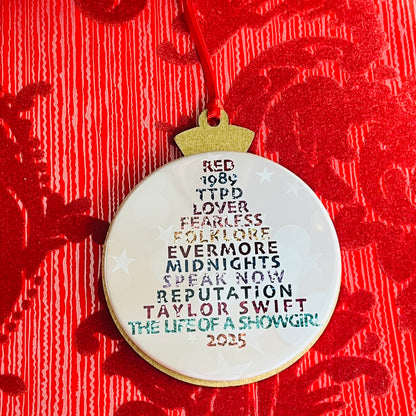 RED
1989
TTPD
LOVER
FEARLESS
FOLKLORE
EVERMORE
MIDNIGHTS
SPEAK NOW
REPUTATION
TAYLOR SWIFT
THE LIFE OF A SHOWGIRL
2025